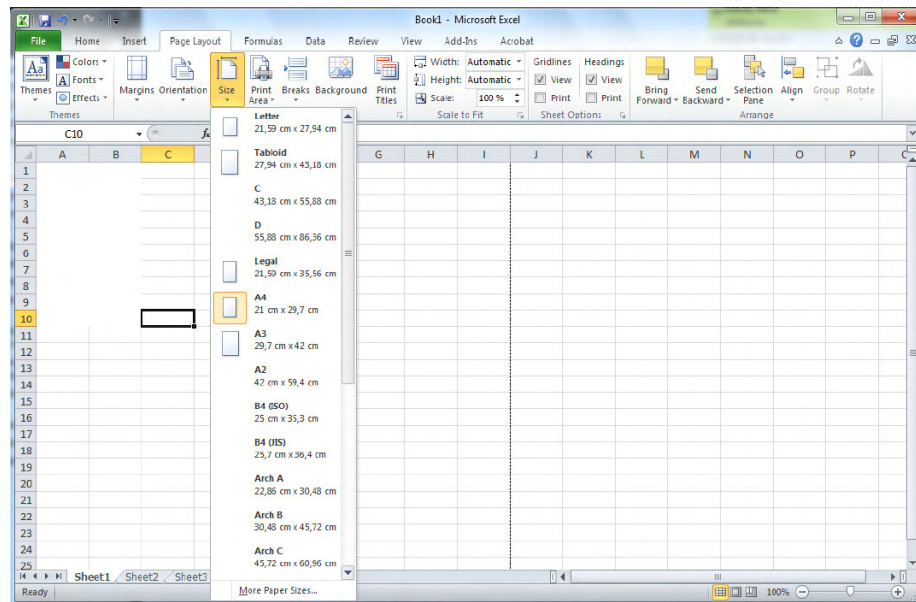 Book1 - Microsoft Excel
File Home Insert Page Layout Formulas Data Review View Add-Ins Acrobat
Colors Width: Automatic Gridlines Headings
Aa A Fonts Height: Automatic View View
Themes Effects Margins Orientation Size Print Area Breaks Background Print Titles Scale: 100 % Print Print Bring Forward Send Backward Selection Pane Align Group Rotate
Themes Scale to Fit Sheet Options Arrange
C10
A B C G H I J K L M N O P
1
2
3
4
5
6
7
8
9
10
11
12
13
14
15
16
17
18
19
20
21
22
23
24
25
Letter
21,59 cm x 27,94 cm
Tabloid
27,94 cm x 43,18 cm
C
43,18 cm x 55,88 cm
D
55,88 cm x 86,36 cm
Legal
21,59 cm x 35,56 cm
A4
21 cm x 29,7 cm
A3
29,7 cm x 42 cm
A2
42 cm x 59,4 cm
B4 (ISO)
25 cm x 35,3 cm
B4 (JIS)
25,7 cm x 36,4 cm
Arch A
22,86 cm x 30,48 cm
Arch B
30,48 cm x 45,72 cm
Arch C
45,72 cm x 60,96 cm
More Paper Sizes...
Sheet1 Sheet2 Sheet3
Ready 100%